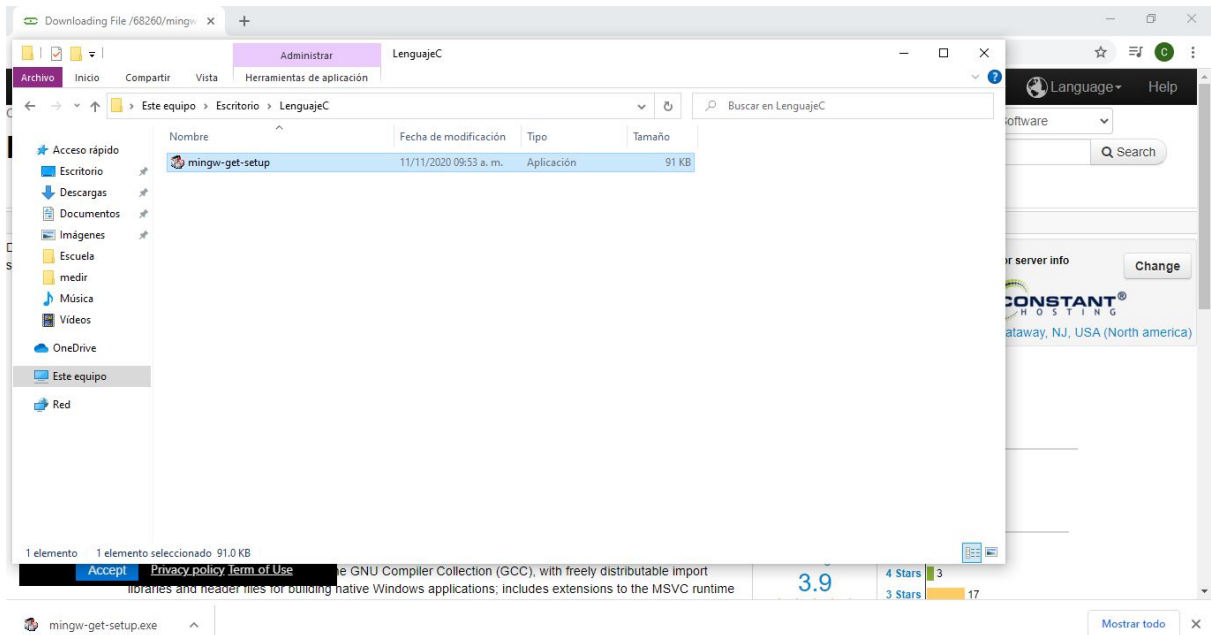 Downloading File /68260/mingw
Administrar
LenguajeC
Archivo Inicio Compartir Vista Herramientas de aplicación
Language Help
Este equipo > Escritorio > LenguajeC
Buscar en LenguajeC
oftware
Nombre Fecha de modificación Tipo Tamaño
Search
mingw-get-setup 11/11/2020 09:53 a. m. Aplicación 91 KB
Acceso rápido
Escritorio
Descargas
Documentos
Imágenes
Escuela
medir
Música
Vídeos
OneDrive
Este equipo
Red
or server info
Change
CONSTANT®
HOSTING
ataway, NJ, USA (North america)
1 elemento 1 elemento seleccionado 91.0 KB
Accept Privacy policy Term of Use
e GNU Compiler Collection (GCC), with freely distributable import
libraries and header files for building native Windows applications; includes extensions to the MSVC runtime
3.9
4 Stars 3
3 Stars 17
mingw-get-setup.exe
Mostrar todo